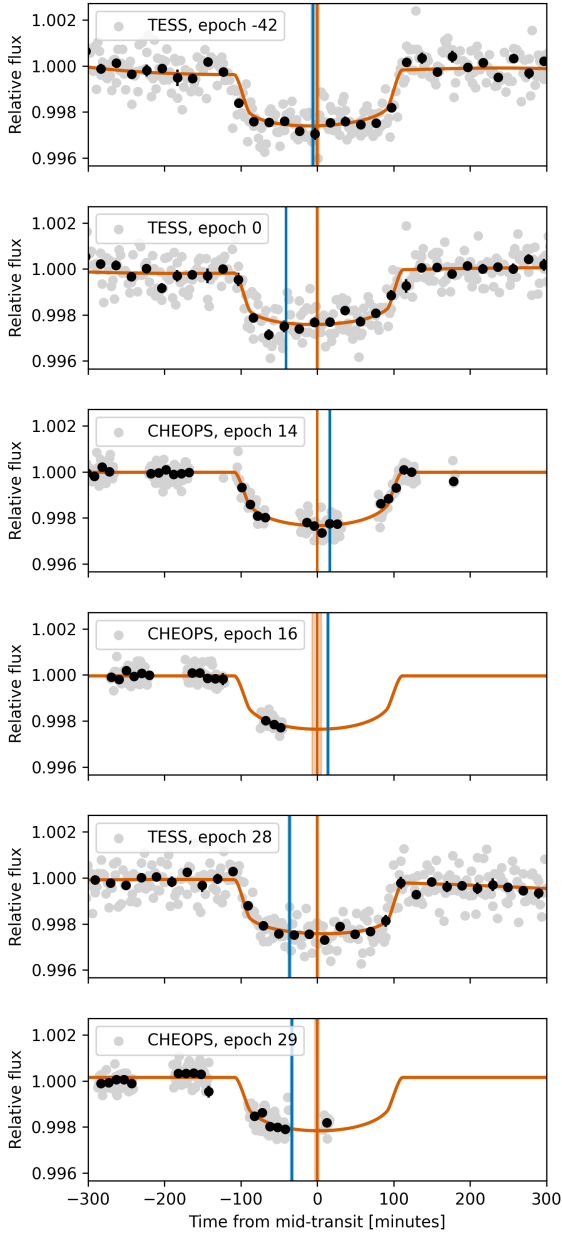 TESS, epoch -42
1.002
1.000
0.998
0.996
Relative flux
TESS, epoch 0
1.002
1.000
0.998
0.996
Relative flux
CHEOPS, epoch 14
1.002
1.000
0.998
0.996
Relative flux
CHEOPS, epoch 16
1.002
1.000
0.998
0.996
Relative flux
TESS, epoch 28
1.002
1.000
0.998
0.996
Relative flux
CHEOPS, epoch 29
1.002
1.000
0.998
0.996
Relative flux
−300 −200 −100 0 100 200 300
Time from mid-transit [minutes]